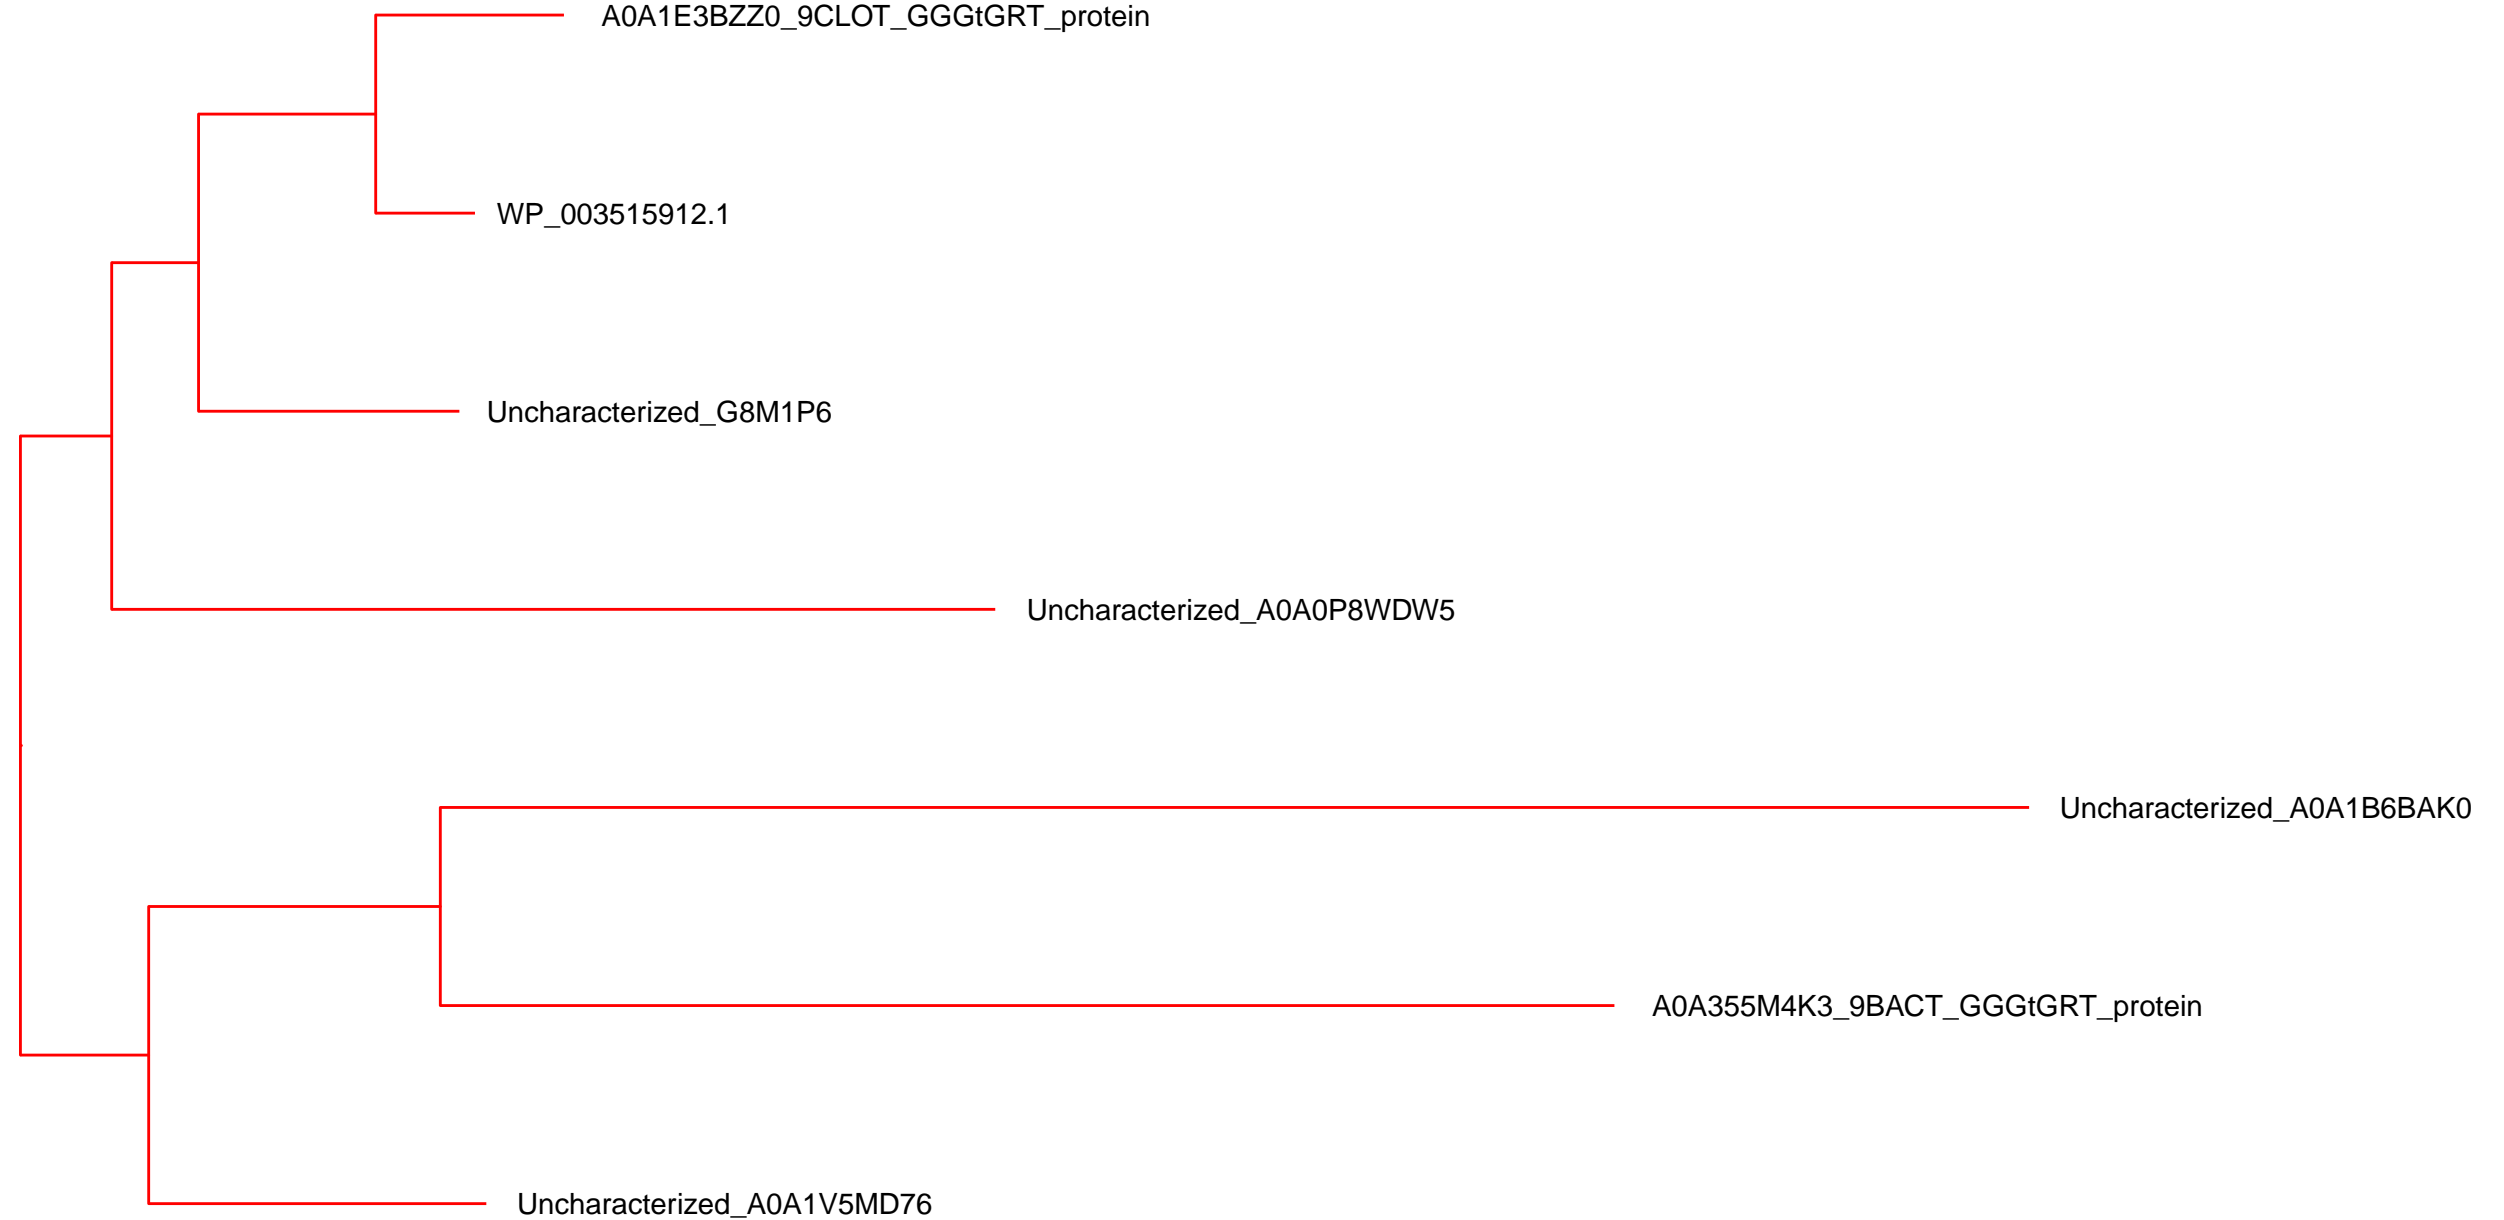 A0A1E3BZZ0_9CLOT_GGGtGRT_protein
WP_003515912.1
Uncharacterized_G8M1P6
Uncharacterized_A0A0P8WDW5
Uncharacterized_A0A1B6BAK0
A0A355M4K3_9BACT_GGGtGRT_protein
Uncharacterized_A0A1V5MD76